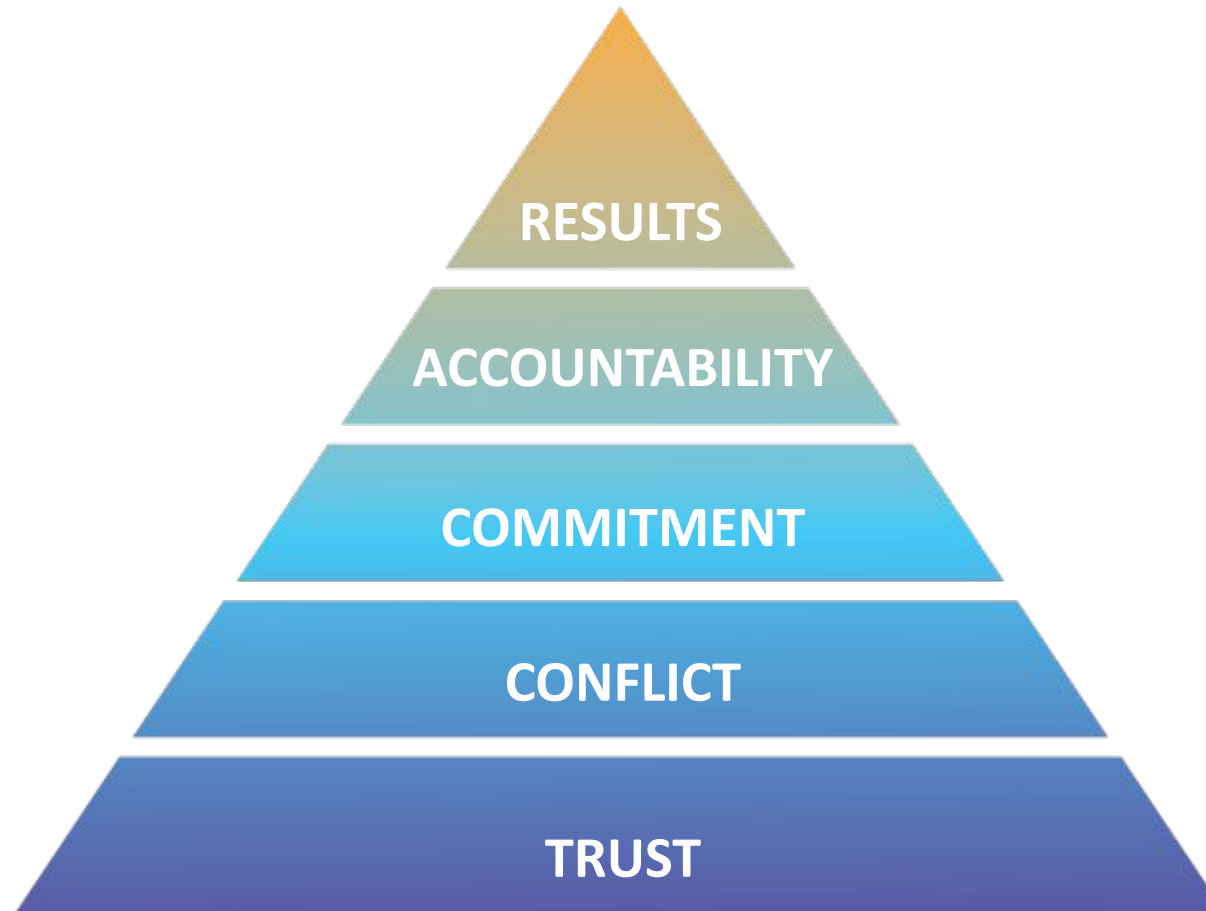 RESULTS
ACCOUNTABILITY
COMMITMENT
CONFLICT
TRUST